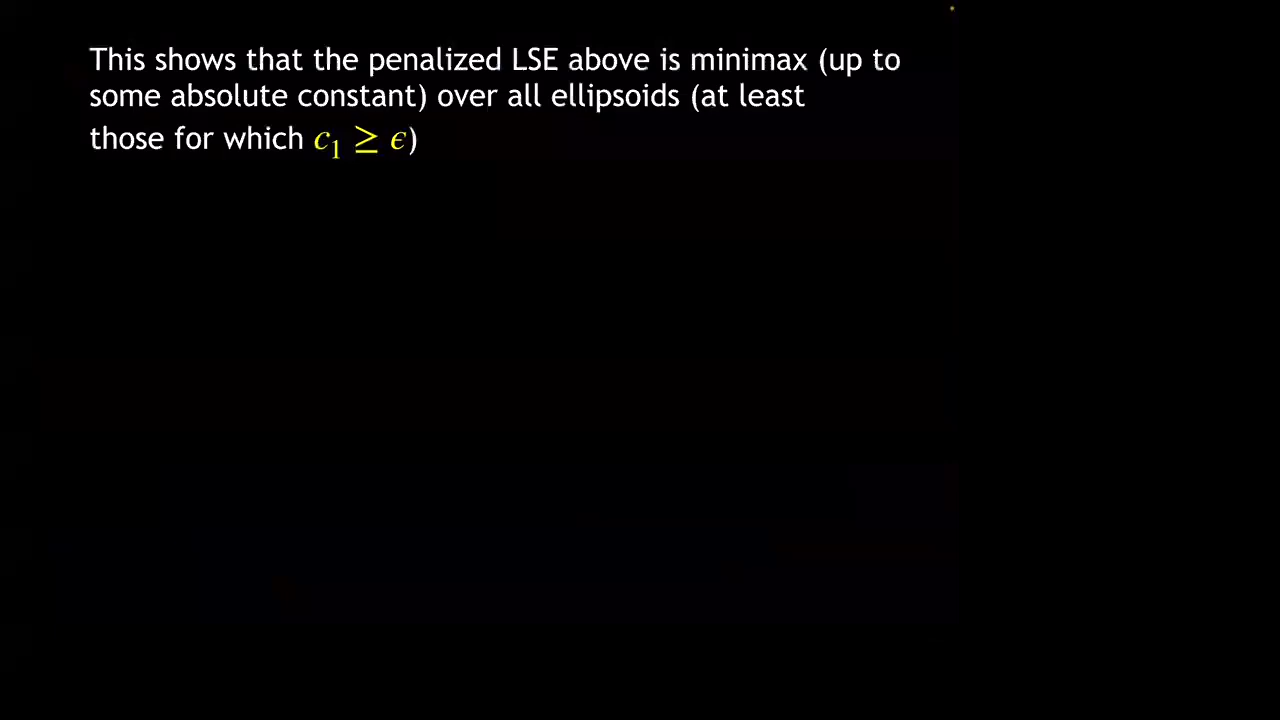 This shows that the penalized LSE above is minimax (up to
some absolute constant) over all ellipsoids (at least
those for which c₁ ≥ ϵ)